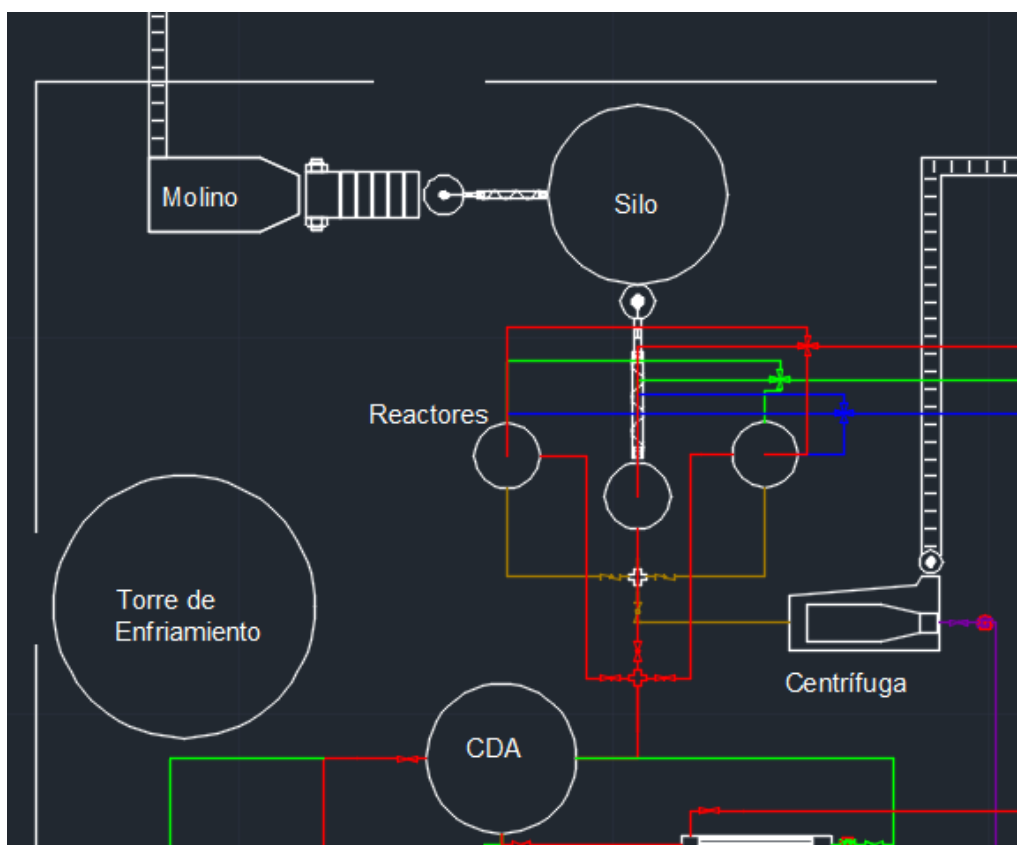 Molino
Silo
Reactores
Torre de
Enfriamiento
Centrífuga
CDA